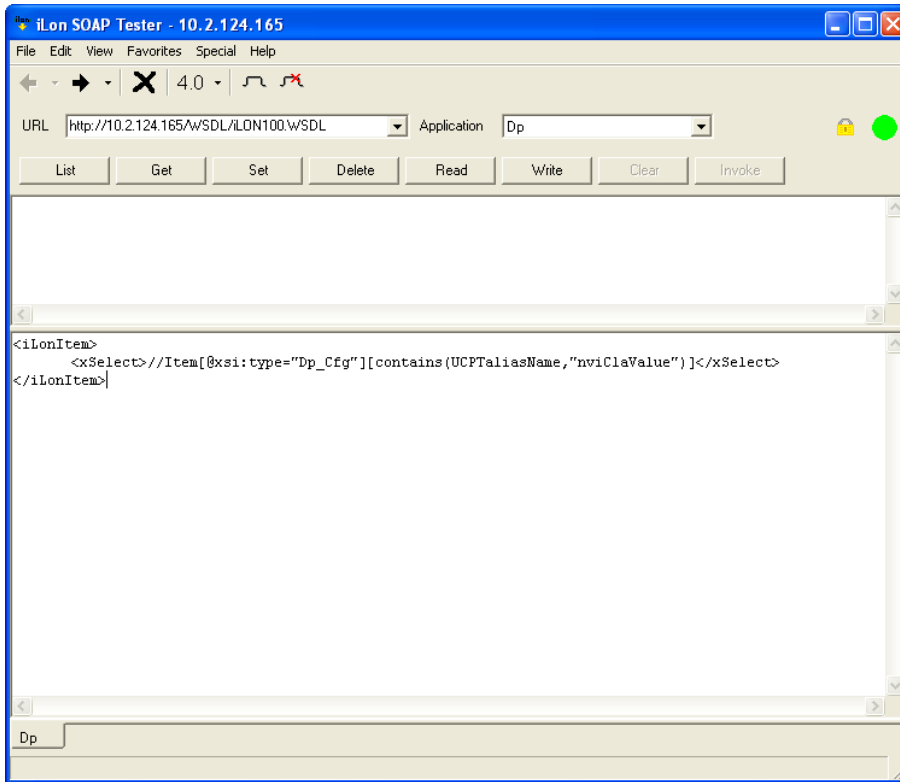 iLon SOAP Tester - 10.2.124.165
File Edit View Favorites Special Help
4.0
URL http://10.2.124.165/WSDL/iLON100.WSDL Application Dp
List Get Set Delete Read Write Clear Invoke
<iLonItem>
<xSelect>//Item[@xsi:type="Dp_Cfg"][contains(UCPTaliasName,"nviClaValue")]</xSelect>
</iLonItem>
Dp